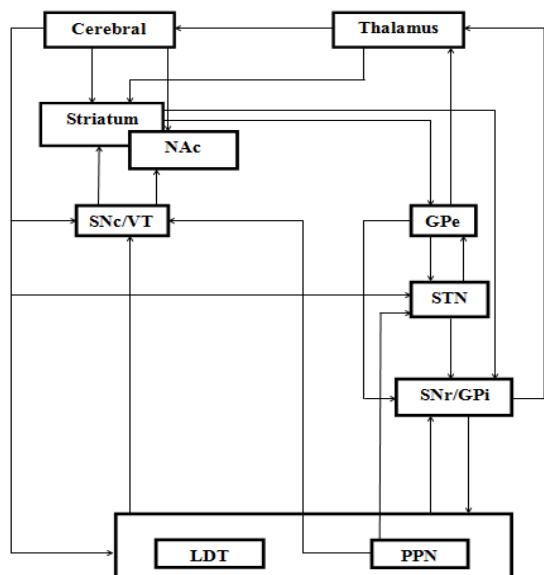 Cerebral
Thalamus
Striatum
NAc
SNc/VT
GPe
STN
SNr/GPi
LDT
PPN